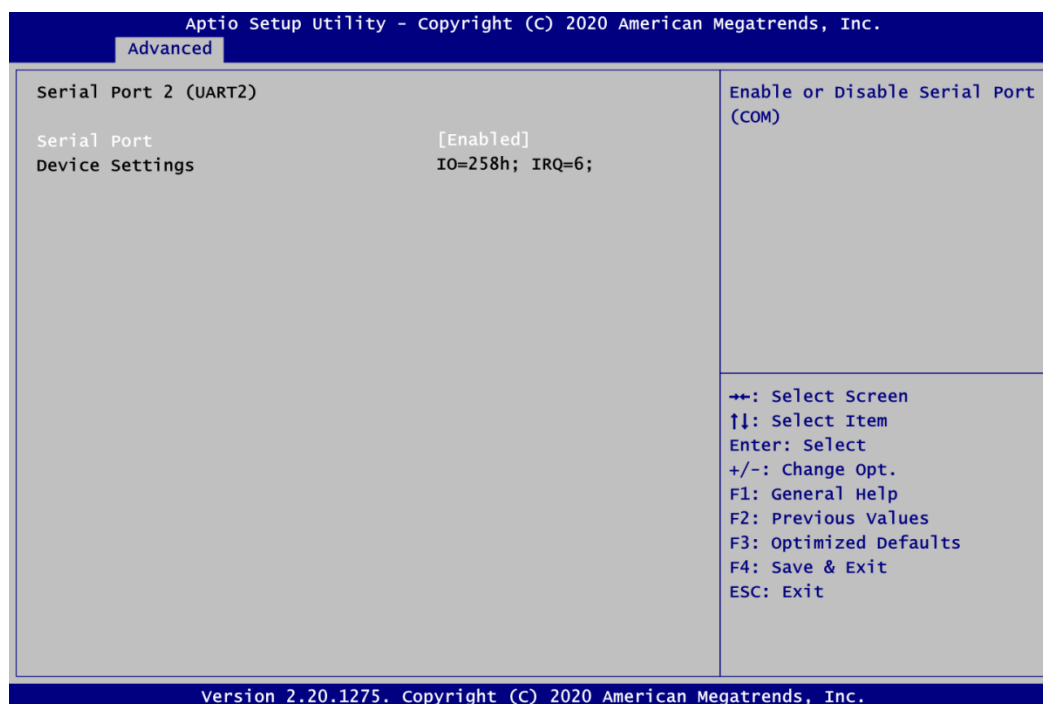 Aptio Setup Utility – Copyright (C) 2020 American Megatrends, Inc.
Advanced
Serial Port 2 (UART2)
Serial Port [Enabled]
Device Settings IO=258h; IRQ=6;
Enable or Disable Serial Port
(COM)
→←: Select Screen
↑↓: Select Item
Enter: Select
+/-: Change Opt.
F1: General Help
F2: Previous Values
F3: Optimized Defaults
F4: Save & Exit
ESC: Exit
Version 2.20.1275. Copyright (C) 2020 American Megatrends, Inc.